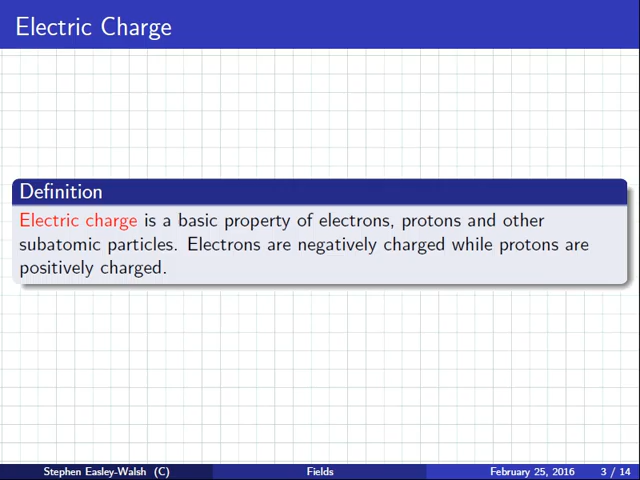 Electric Charge
Definition
Electric charge is a basic property of electrons, protons and other
subatomic particles. Electrons are negatively charged while protons are
positively charged.
Stephen Easley-Walsh (C) Fields February 25, 2016 3 / 14